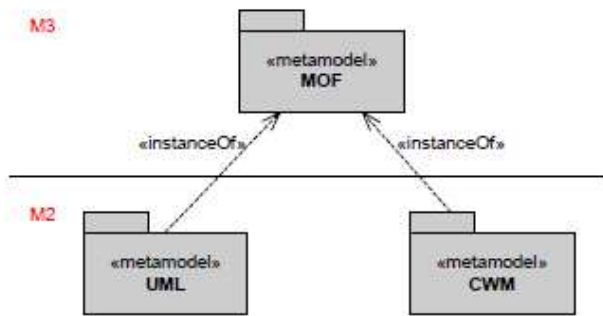 M3
«metamodel»
MOF
«instanceOf»
«instanceOf»
M2
«metamodel»
UML
«metamodel»
CWM